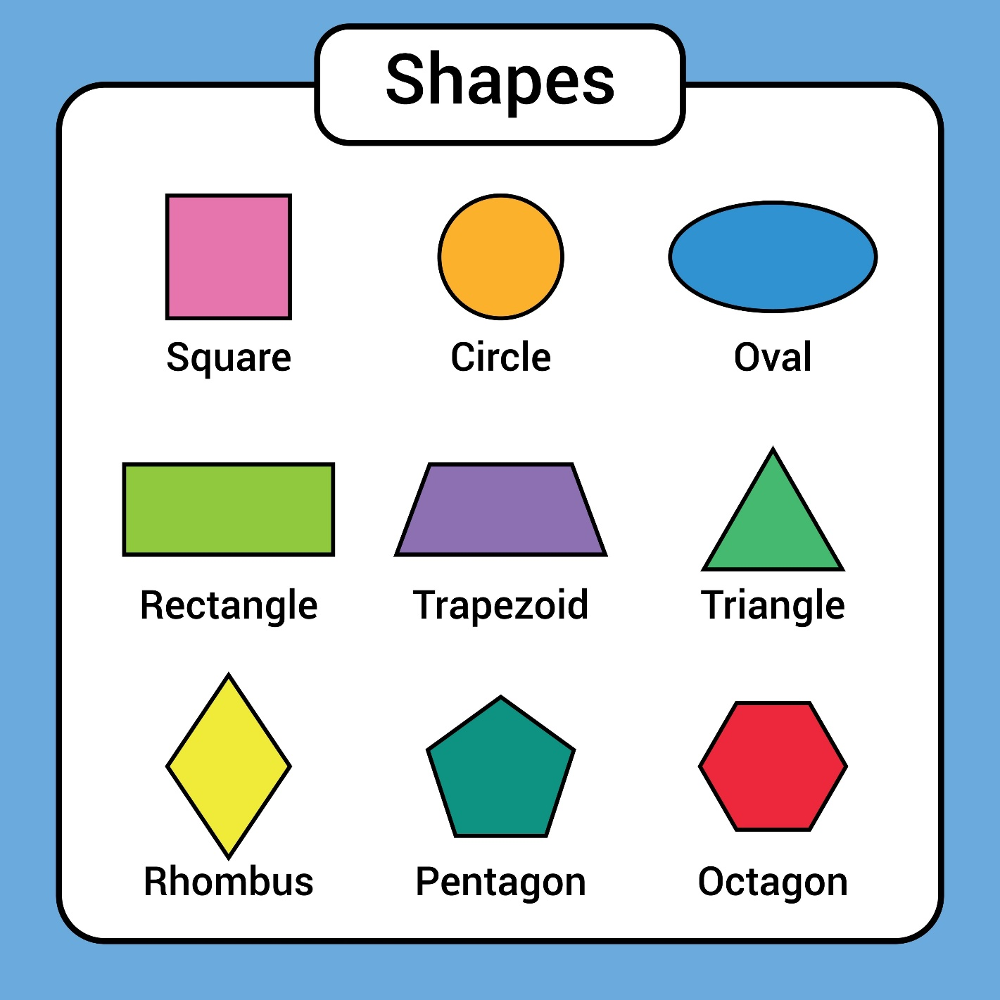 Shapes
Square
Circle
Oval
Rectangle
Trapezoid
Triangle
Rhombus
Pentagon
Octagon